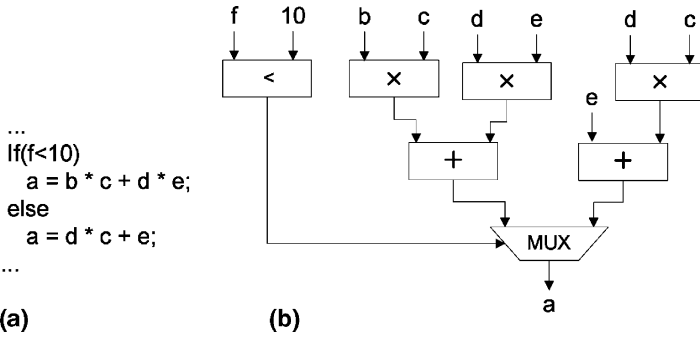 f 10 b c d e d c
< × × ×
e
+ +
...
If(f<10)
a = b * c + d * e;
else
a = d * c + e;
...
MUX
a
(a) (b)